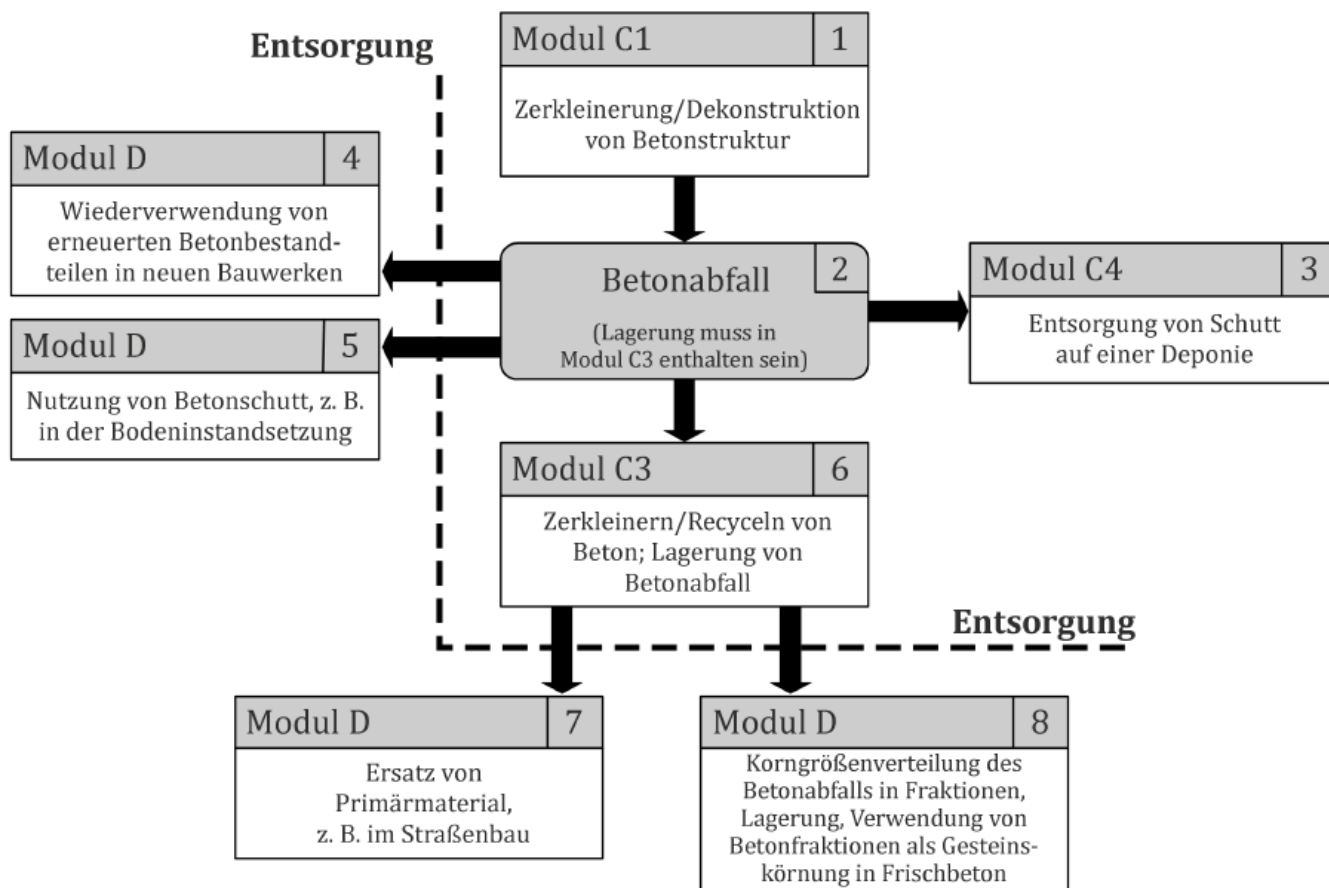 Entsorgung
Modul C1 1
Zerkleinerung/Dekonstruktion
von Betonstruktur
Modul D 4
Wiederverwendung von
erneuerten Betonbestand-
teilen in neuen Bauwerken
Betonabfall 2
(Lagerung muss in
Modul C3 enthalten sein)
Modul C4 3
Entsorgung von Schutt
auf einer Deponie
Modul D 5
Nutzung von Betonschutt, z. B.
in der Bodeninstandsetzung
Modul C3 6
Zerkleinern/Recyceln von
Beton; Lagerung von
Betonabfall
Entsorgung
Modul D 7
Ersatz von
Primärmaterial,
z. B. im Straßenbau
Modul D 8
Korngrößenverteilung des
Betonabfalls in Fraktionen,
Lagerung, Verwendung von
Betonfraktionen als Gesteins-
körnung in Frischbeton